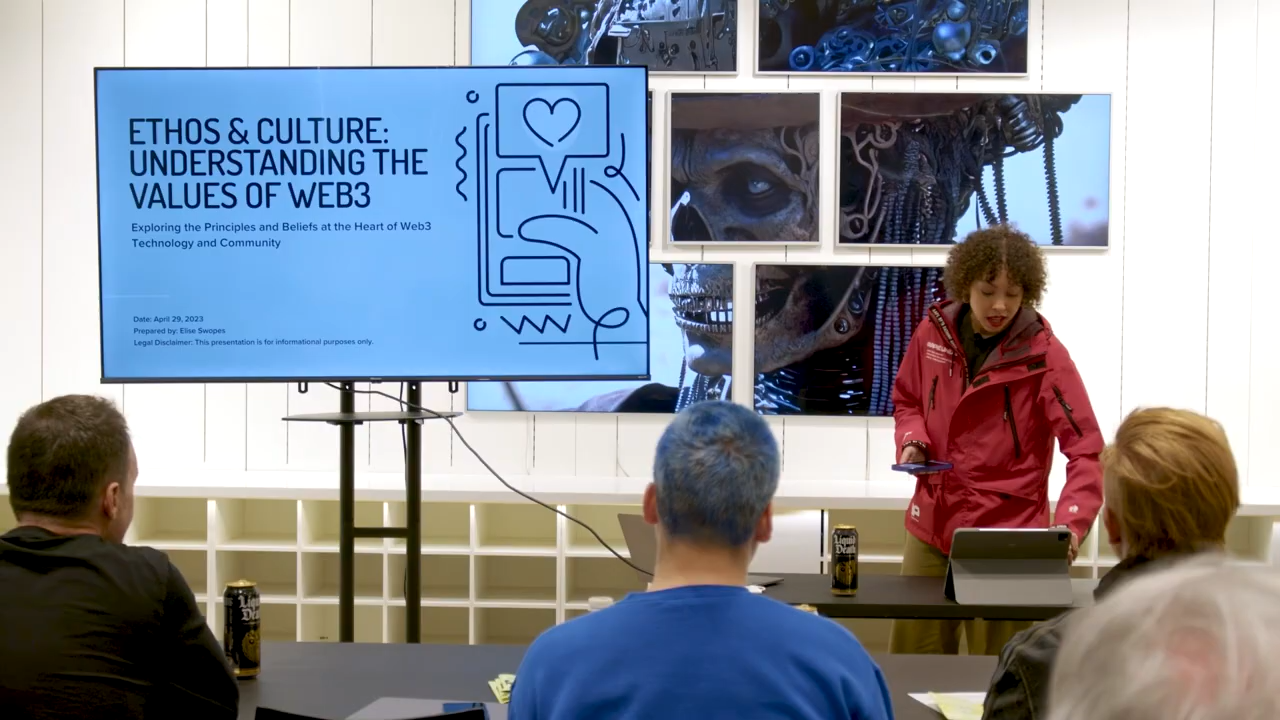 ETHOS & CULTURE:
UNDERSTANDING THE
VALUES OF WEB3
Exploring the Principles and Beliefs at the Heart of Web3
Technology and Community
Date: April 29, 2023
Prepared by: Elise Swopes
Legal Disclaimer: This presentation is for informational purposes only.
Liquid
Death
Liquid
Death